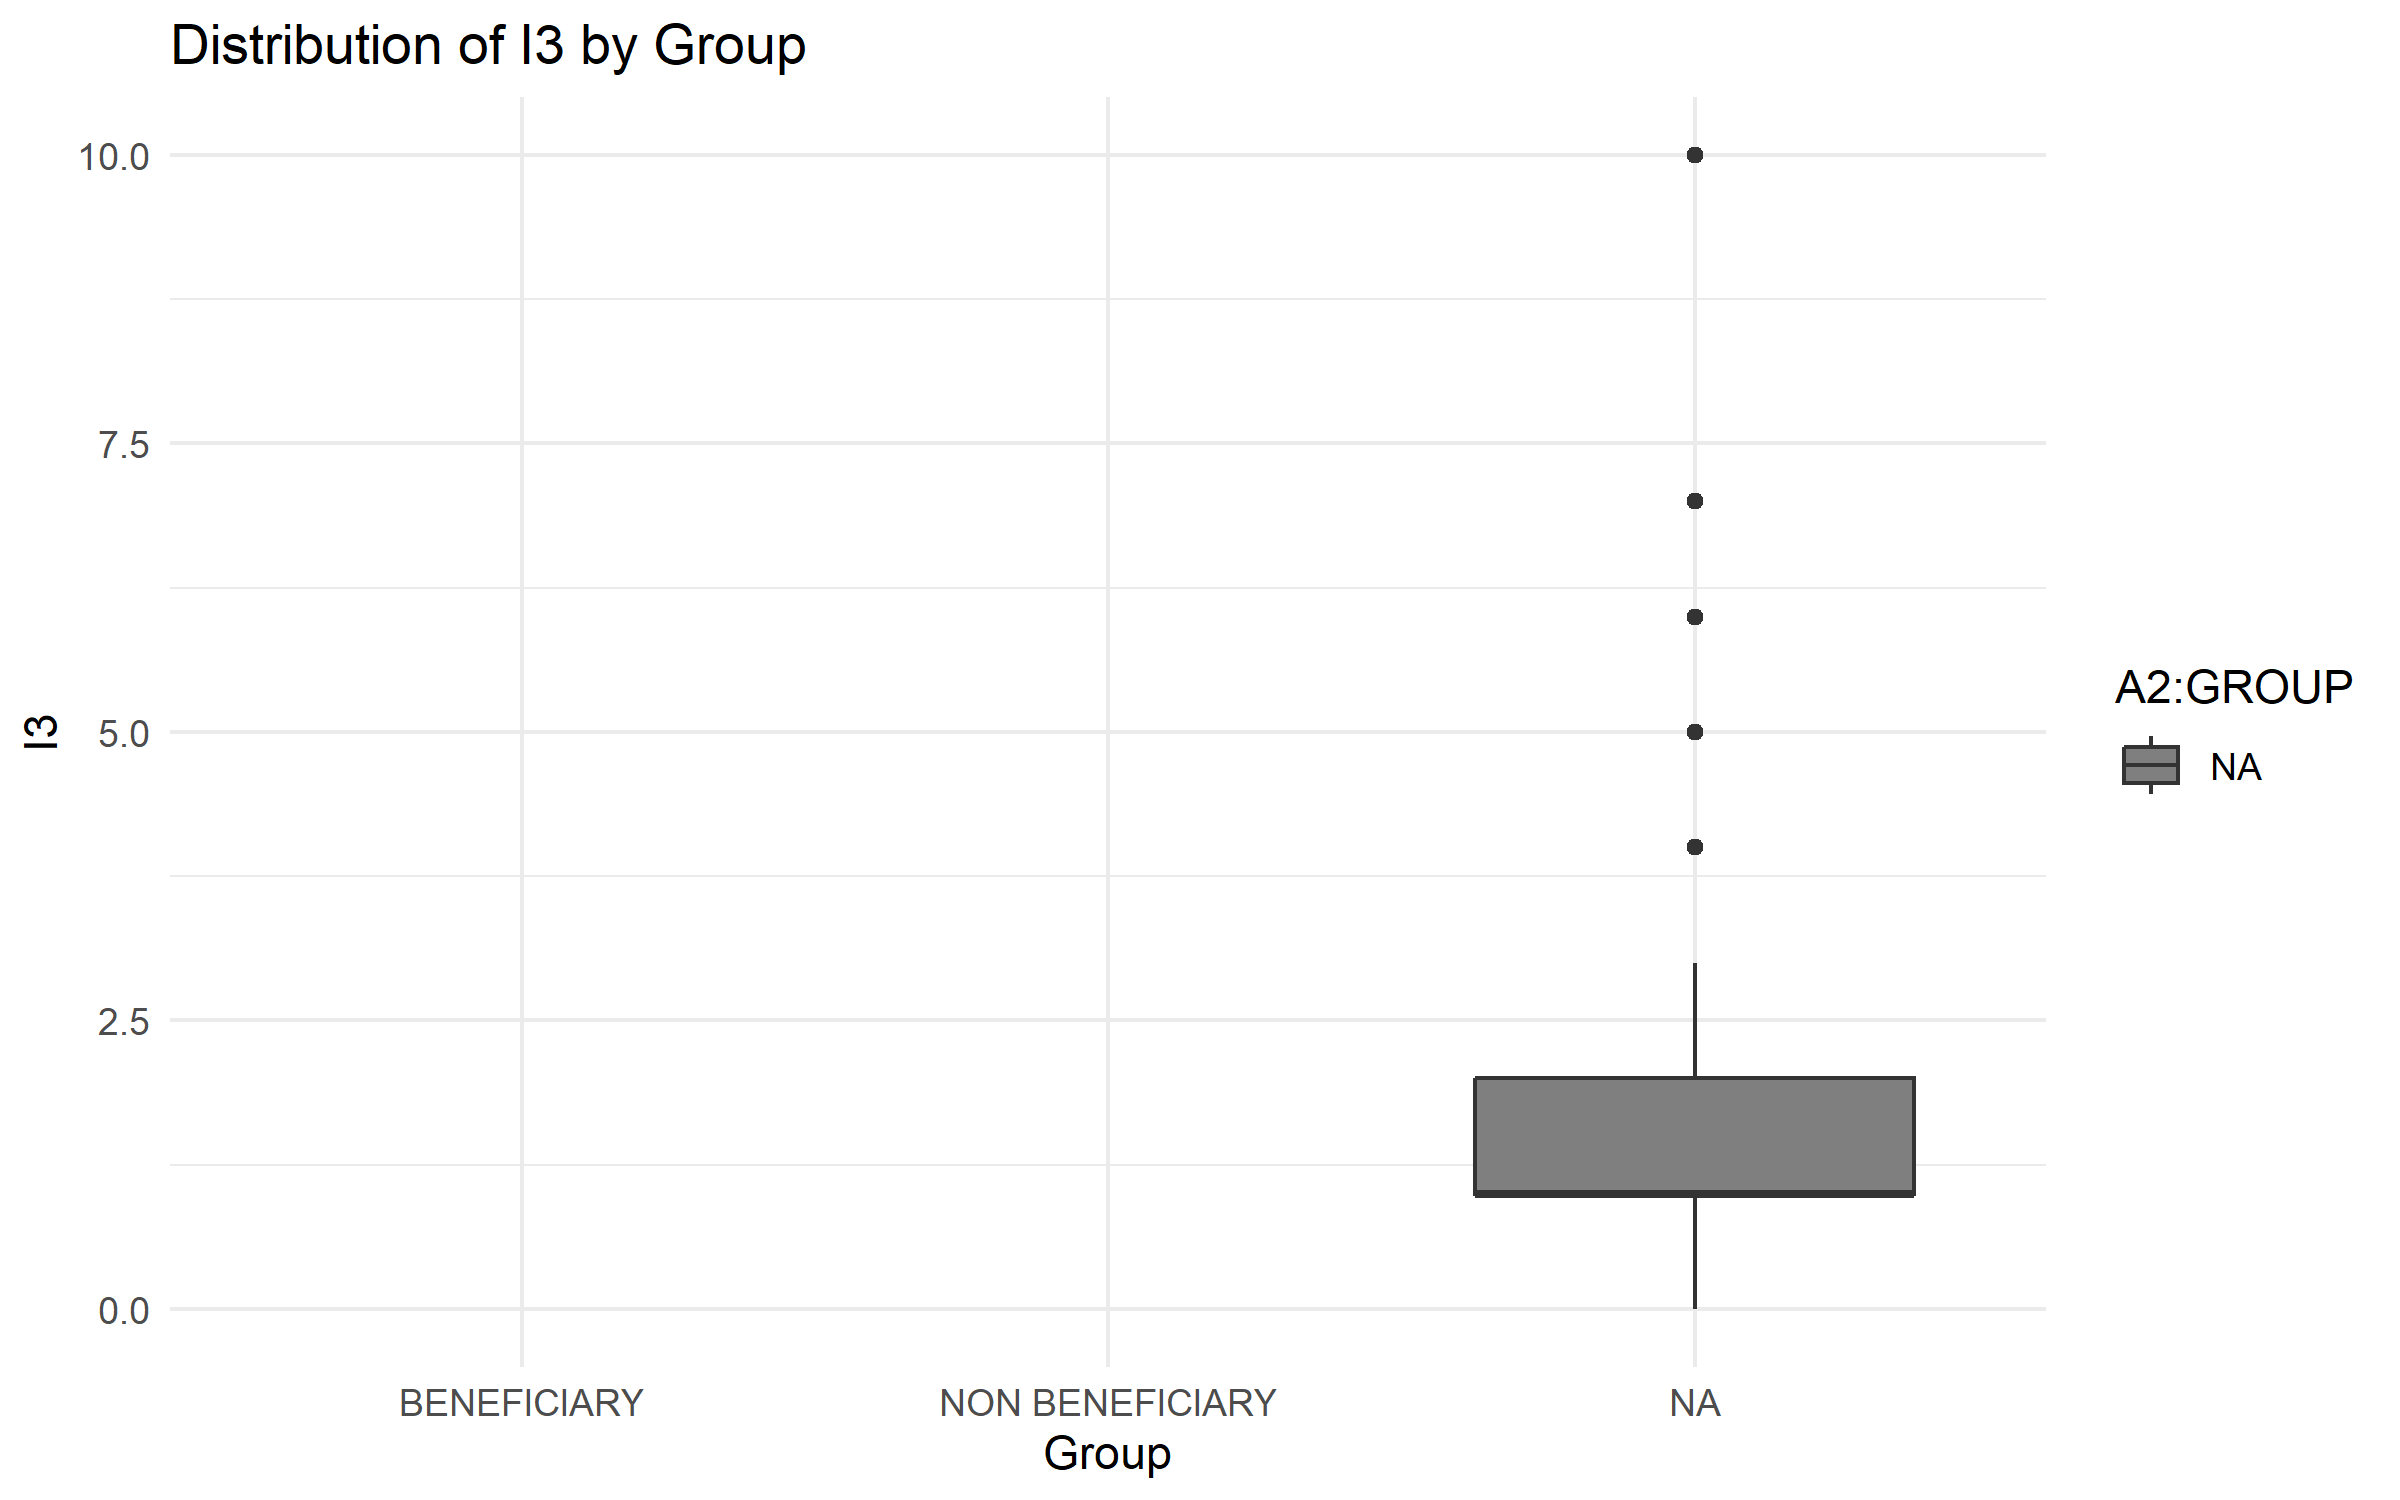 Distribution of I3 by Group
10.0
7.5
5.0
2.5
0.0
I3
BENEFICIARY
NON BENEFICIARY
NA
Group
A2:GROUP
NA